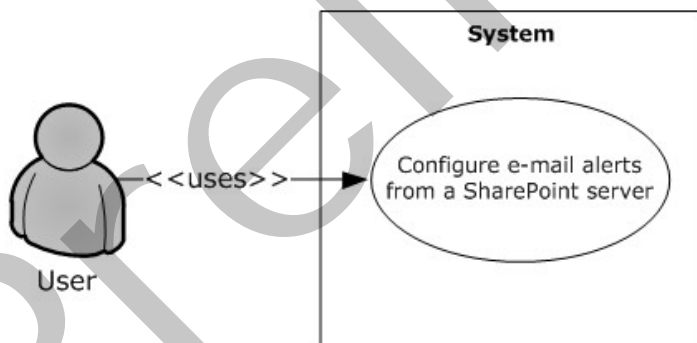 System
<<uses>>
Configure e-mail alerts
from a SharePoint server
User